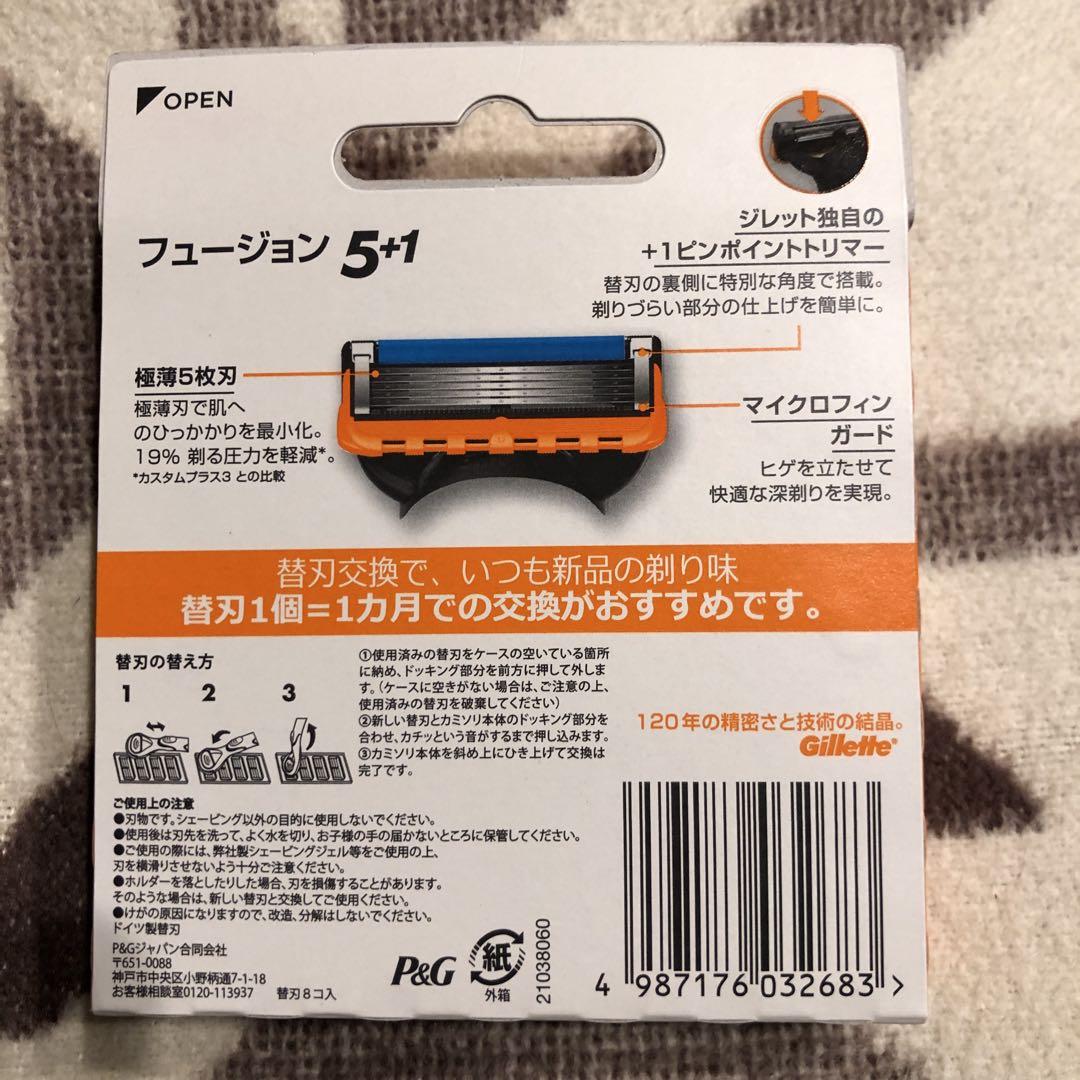 OPEN
フュージョン 5+1
ジレット独自の
+1ピンポイントトリマー
替刃の裏側に特別な角度で搭載。
剃りづらい部分の仕上げを簡単に。
極薄5枚刃
極薄刃で肌へ
のひっかかりを最小化。
19% 剃る圧力を軽減*。
*カスタムプラス3 との比較
マイクロフィン
ガード
ヒゲを立たせて
快適な深剃りを実現。
替刃交換で、いつも新品の剃り味
替刃1個=1カ月での交換がおすすめです。
替刃の替え方
1 2 3
①使用済みの替刃をケースの空いている箇所
に納め、ドッキング部分を前方に押して外しま
す。(ケースに空きがない場合は、ご注意の上、
使用済みの替刃を破棄してください)
②新しい替刃とカミソリ本体のドッキング部分を
合わせ、カチッという音がするまで押し込みます。
③カミソリ本体を斜め上にひき上げて交換は
完了です。
120年の精密さと技術の結晶。
Gillette®
ご使用上の注意
●刃物です。シェービング以外の目的に使用しないでください。
●使用後は刃先を洗って、よく水を切り、お子様の手の届かないところに保管してください。
●ご使用の際には、弊社製シェービングジェル等をご使用の上、
刃を横滑りさせないよう十分ご注意ください。
●ホルダーを落としたりした場合、刃を損傷することがあります。
そのような場合は、新しい替刃と交換してご使用ください。
●けがの原因になりますので、改造、分解はしないでください。
ドイツ製替刃
P&Gジャパン合同会社
〒651-0088
神戸市中央区小野柄通7-1-18
お客様相談室0120-113937 替刃8コ入
P&G
紙
外箱
21038060
4 987176 032683 >